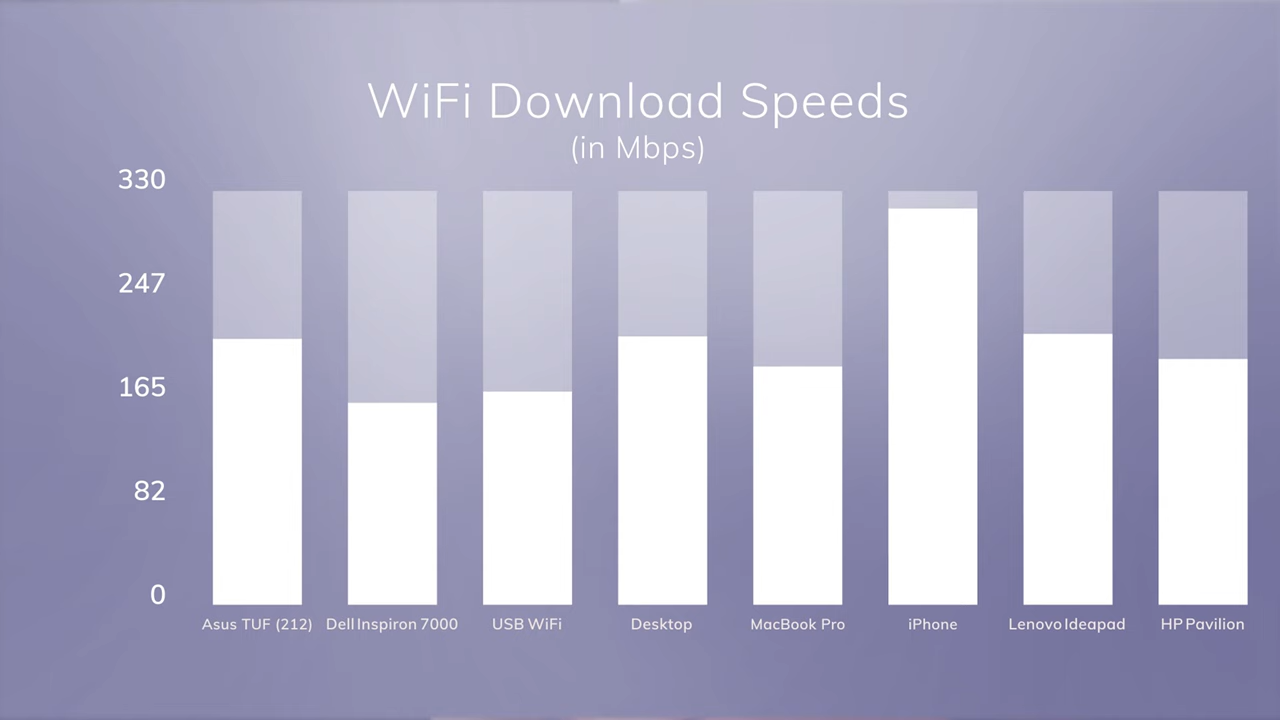 WiFi Download Speeds
(in Mbps)
330
247
165
82
0
Asus TUF (212) Dell Inspiron 7000 USB WiFi Desktop MacBook Pro iPhone Lenovo Ideapad HP Pavilion